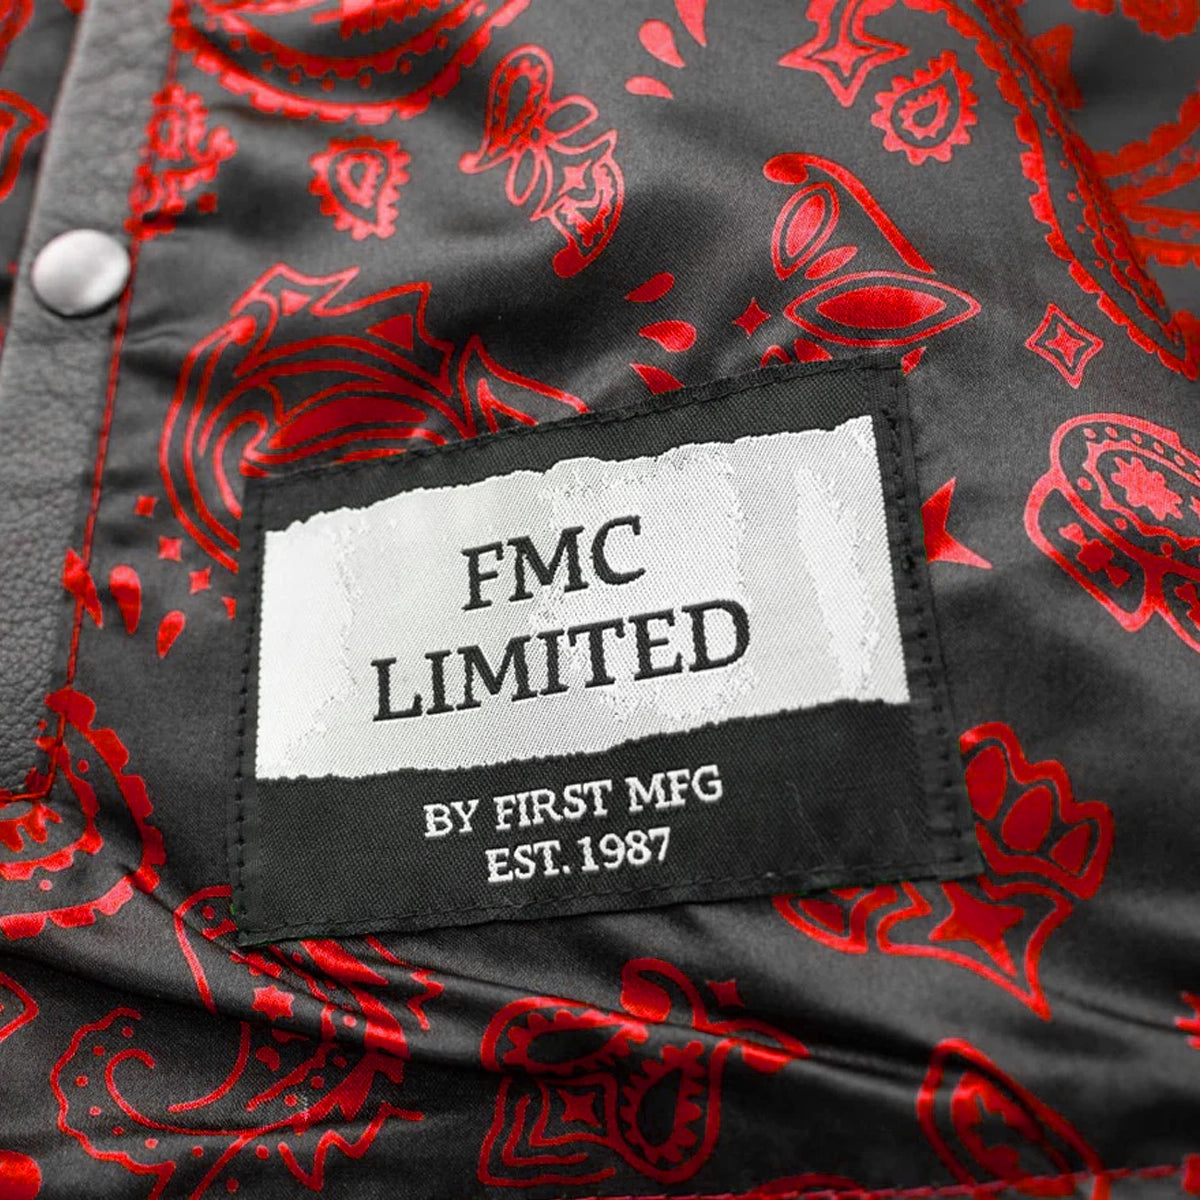 FMC
LIMITED
BY FIRST MFG
EST. 1987